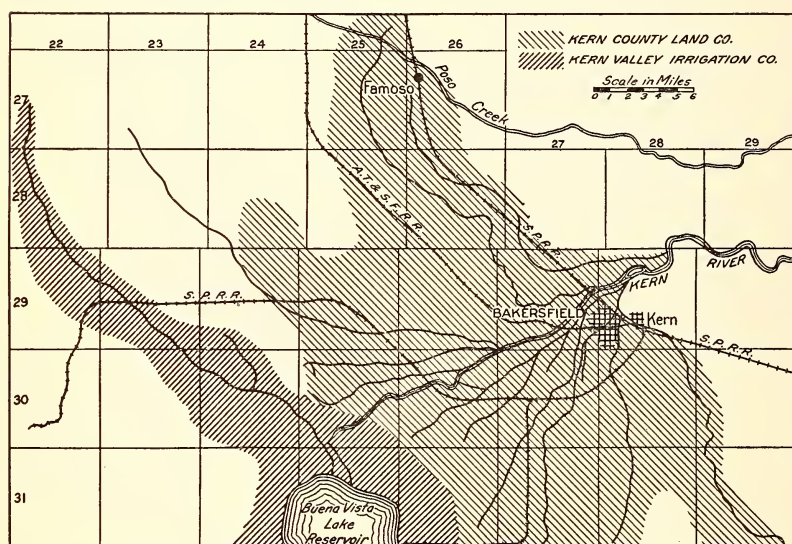 22
23
24
25
26
KERN COUNTY LAND CO.
KERN VALLEY IRRIGATION CO.
Scale in Miles
0 1 2 3 4 5 6
Poso
Creek
Famoso
27
27
28
29
28
A.T. & S.F.R.R.
S.P.R.R.
KERN
RIVER
29
S.P.R.R.
BAKERSFIELD
Kern
S.P.R.R.
30
31
Buena Vista
Lake
Reservoir